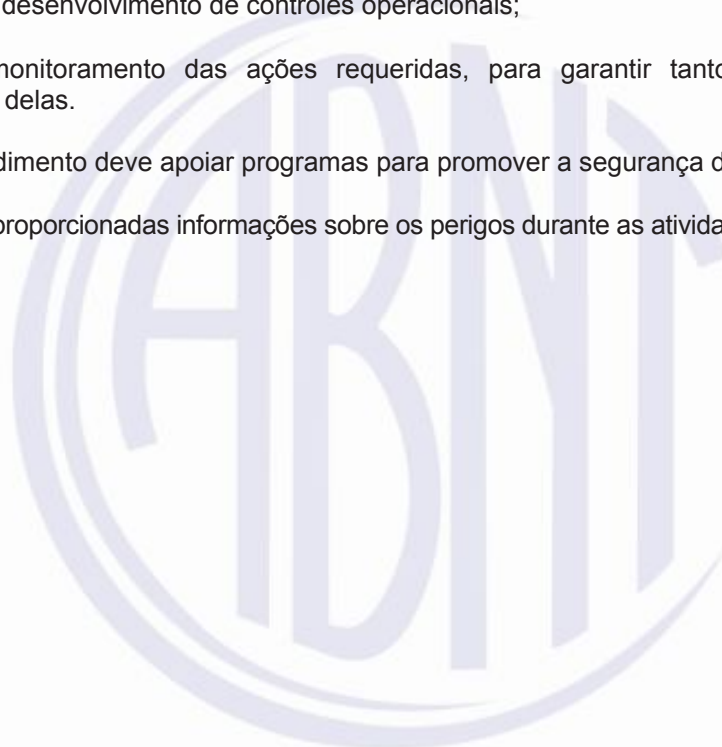 desenvolvimento de controles operacionais;
monitoramento das ações requeridas, para garantir tanto
delas.
dimento deve apoiar programas para promover a segurança d
proporcionadas informações sobre os perigos durante as ativida
ABNT